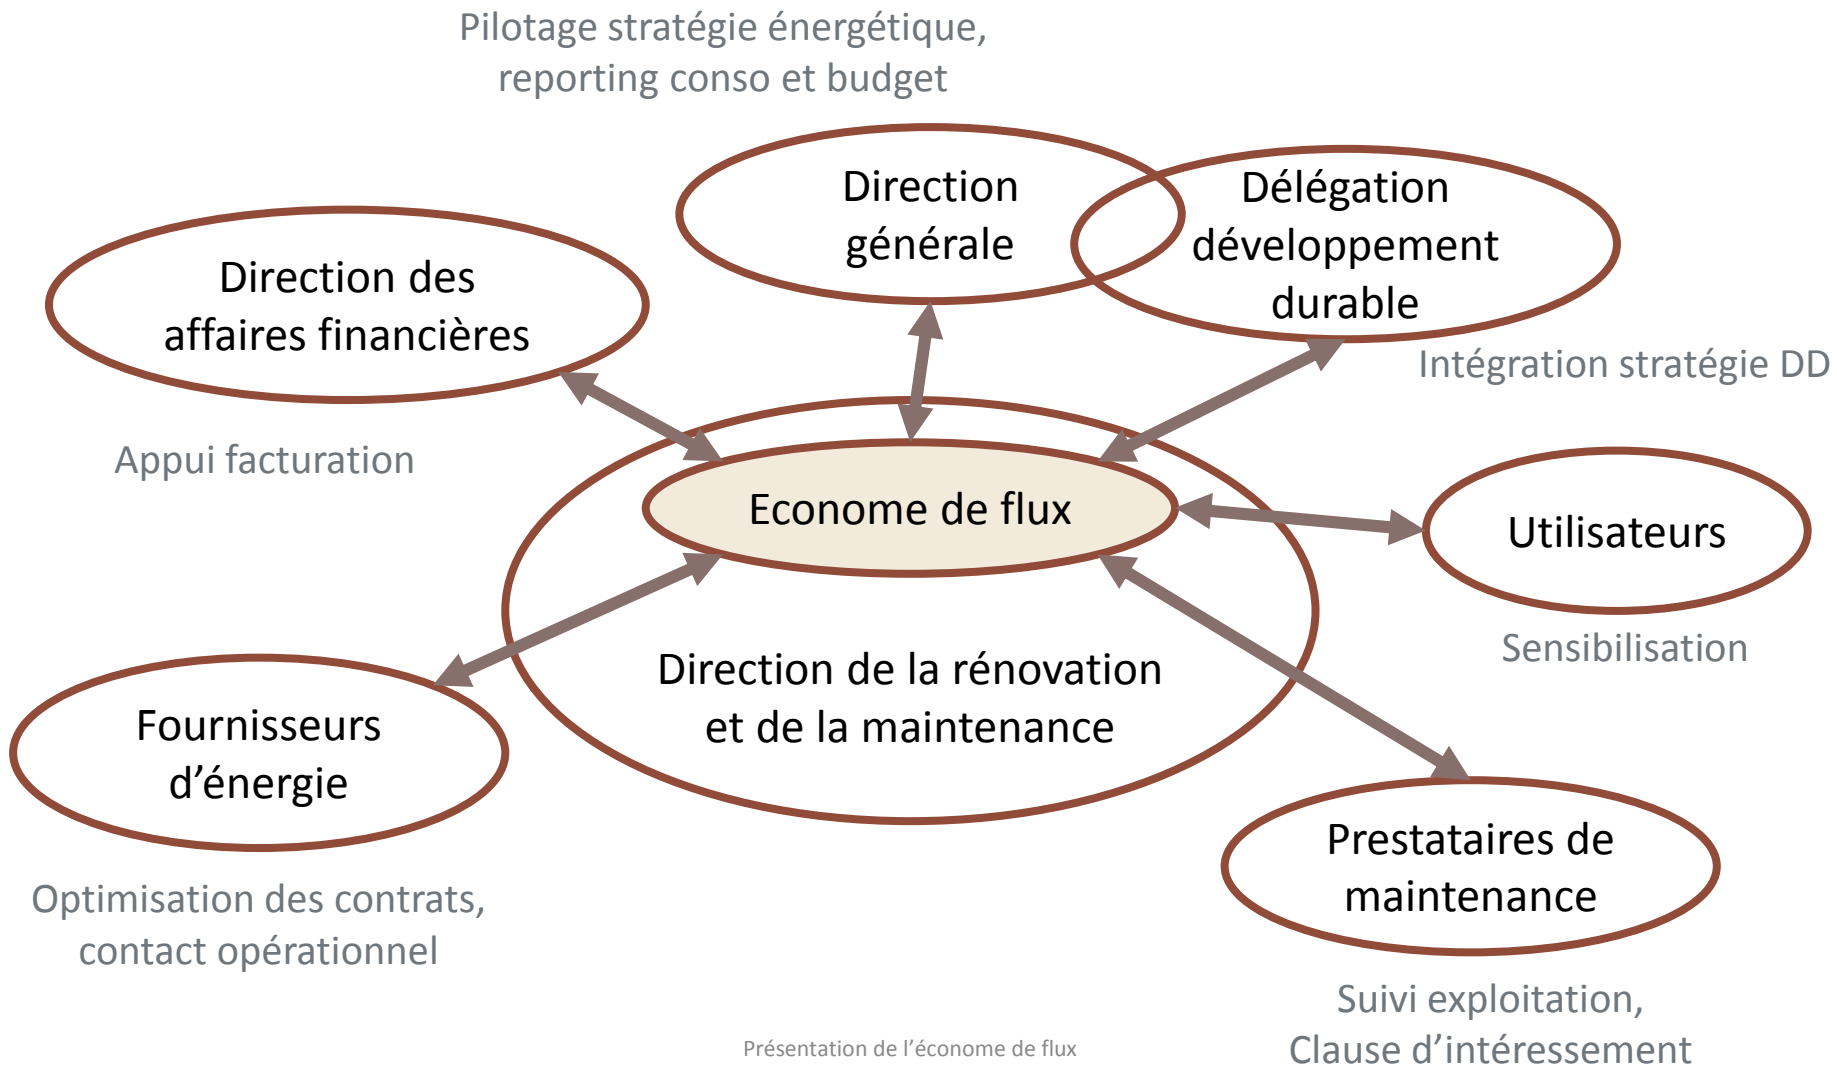 Pilotage stratégie énergétique,
reporting conso et budget
Direction
générale
Délégation
développement
durable
Direction des
affaires financières
Intégration stratégie DD
Appui facturation
Econome de flux
Utilisateurs
Sensibilisation
Direction de la rénovation
et de la maintenance
Fournisseurs
d’énergie
Prestataires de
maintenance
Optimisation des contrats,
contact opérationnel
Suivi exploitation,
Clause d’intéressement
Présentation de l’économe de flux